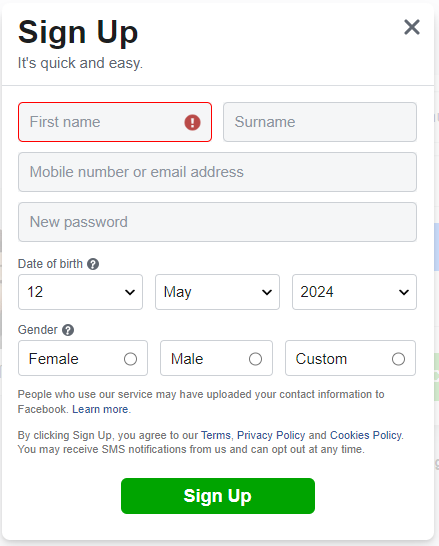 Sign Up
It's quick and easy.
First name
Surname
Mobile number or email address
New password
Date of birth
12 May 2024
Gender
Female Male Custom
People who use our service may have uploaded your contact information to
Facebook. Learn more.
By clicking Sign Up, you agree to our Terms, Privacy Policy and Cookies Policy.
You may receive SMS notifications from us and can opt out at any time.
Sign Up